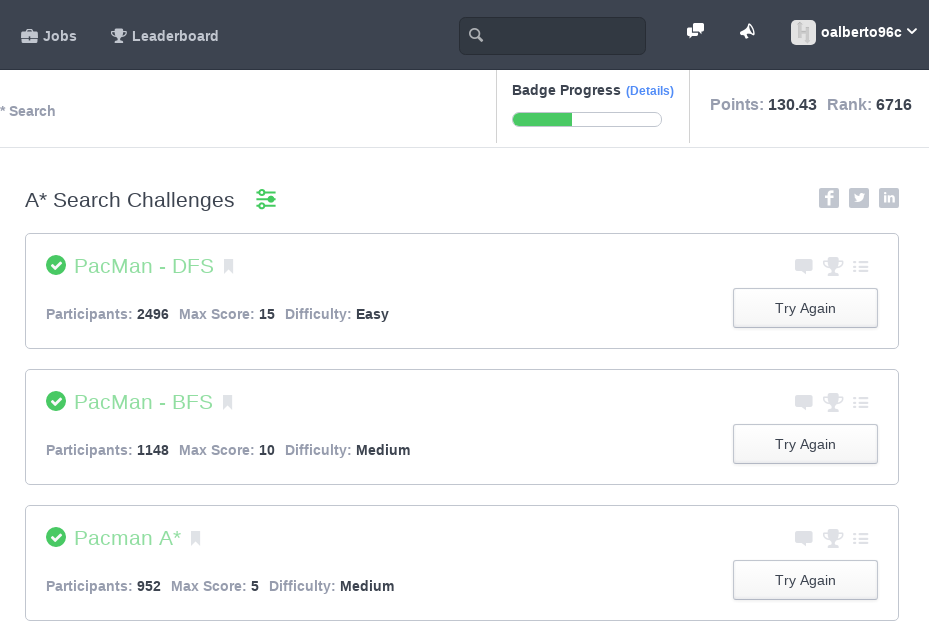 Jobs Leaderboard oalberto96c
* Search
Badge Progress (Details)
Points: 130.43 Rank: 6716
A* Search Challenges
PacMan - DFS
Participants: 2496 Max Score: 15 Difficulty: Easy
Try Again
PacMan - BFS
Participants: 1148 Max Score: 10 Difficulty: Medium
Try Again
Pacman A*
Participants: 952 Max Score: 5 Difficulty: Medium
Try Again